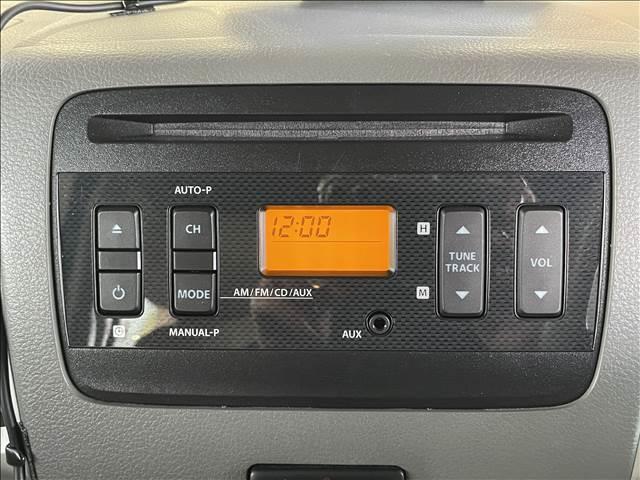 AUTO-P
CH
12:00
H
TUNE
TRACK
VOL
MODE
AM/FM/CD/AUX
M
MANUAL-P
AUX